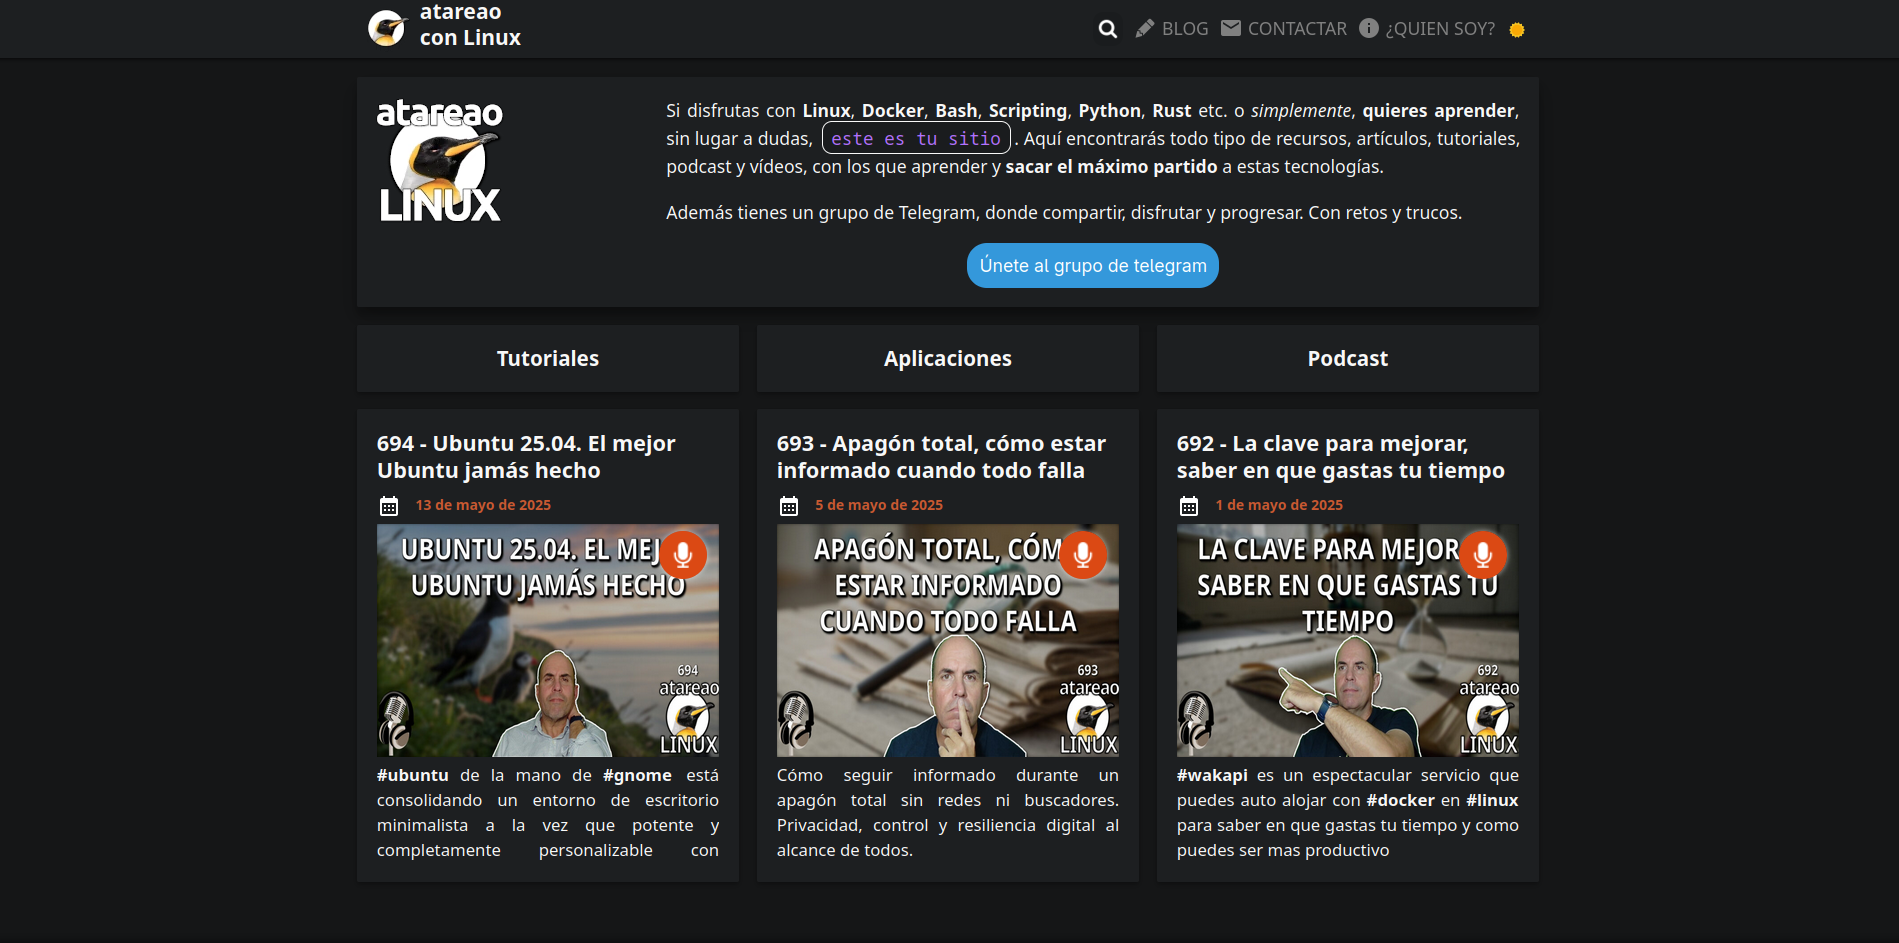 atareao
con Linux
BLOG
CONTACTAR
¿QUIEN SOY?
atareao
LINUX
Si disfrutas con Linux, Docker, Bash, Scripting, Python, Rust etc. o simplemente, quieres aprender,
sin lugar a dudas, este es tu sitio. Aquí encontrarás todo tipo de recursos, artículos, tutoriales,
podcast y vídeos, con los que aprender y sacar el máximo partido a estas tecnologías.
Además tienes un grupo de Telegram, donde compartir, disfrutar y progresar. Con retos y trucos.
Únete al grupo de telegram
Tutoriales
Aplicaciones
Podcast
694 - Ubuntu 25.04. El mejor
Ubuntu jamás hecho
13 de mayo de 2025
UBUNTU 25.04. EL MEJ
UBUNTU JAMÁS HECHO
694
atareao
LINUX
#ubuntu de la mano de #gnome está
consolidando un entorno de escritorio
minimalista a la vez que potente y
completamente personalizable con
693 - Apagón total, cómo estar
informado cuando todo falla
5 de mayo de 2025
APAGÓN TOTAL, CÓM
ESTAR INFORMADO
CUANDO TODO FALLA
693
atareao
LINUX
Cómo seguir informado durante un
apagón total sin redes ni buscadores.
Privacidad, control y resiliencia digital al
alcance de todos.
692 - La clave para mejorar,
saber en que gastas tu tiempo
1 de mayo de 2025
LA CLAVE PARA MEJOR
SABER EN QUE GASTAS TU
TIEMPO
692
atareao
LINUX
#wakapi es un espectacular servicio que
puedes auto alojar con #docker en #linux
para saber en que gastas tu tiempo y como
puedes ser mas productivo